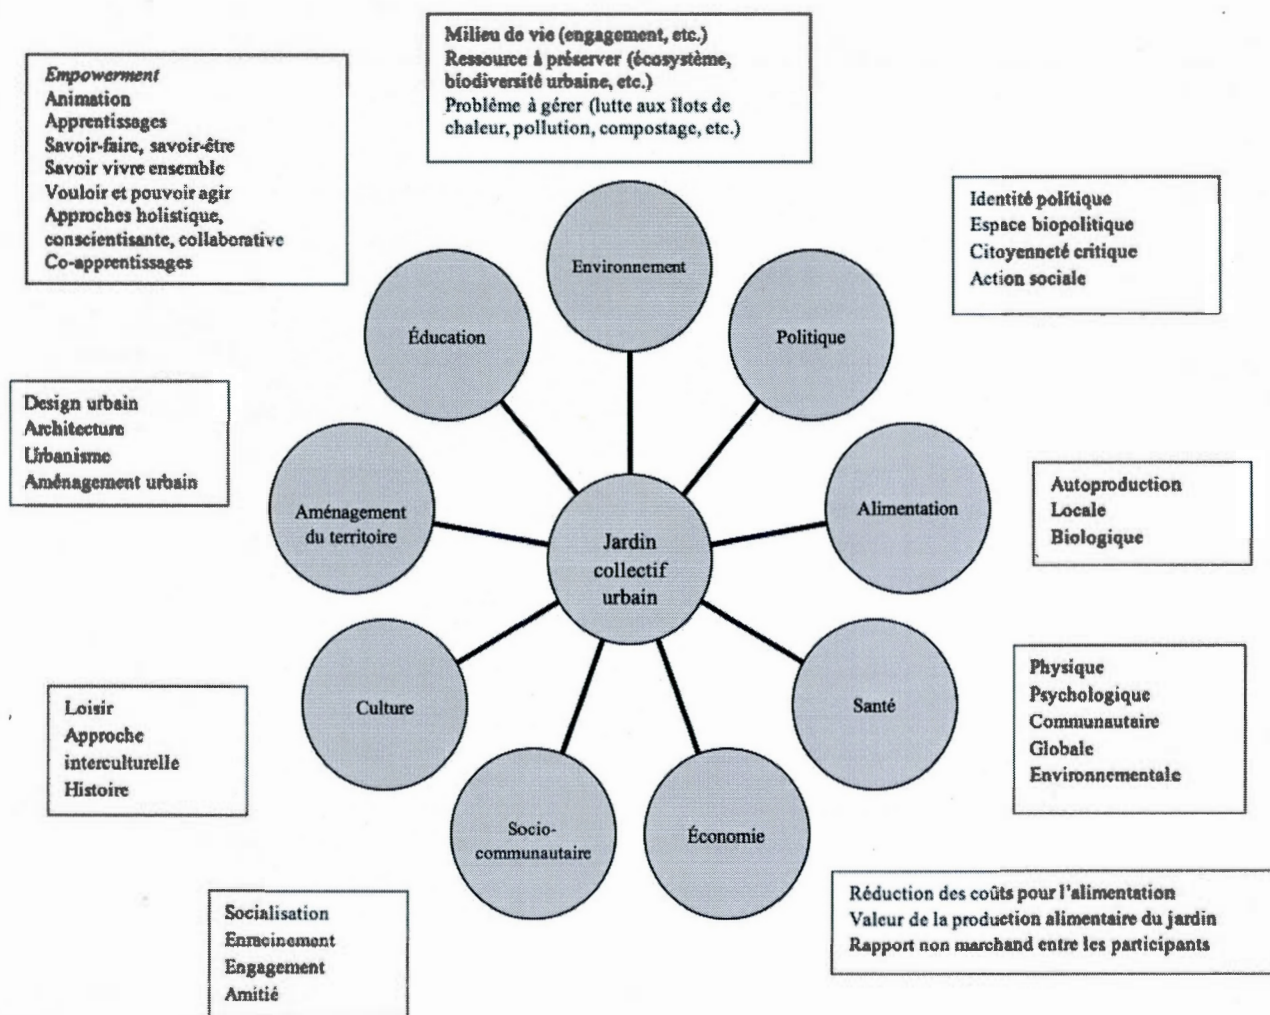 Milieu de vie (engagement, etc.)
Ressource à préserver (écosystème,
biodiversité urbaine, etc.)
Problème à gérer (lutte aux îlots de
chaleur, pollution, compostage, etc.)
Empowerment
Animation
Apprentissages
Savoir-faire, savoir-être
Savoir vivre ensemble
Vouloir et pouvoir agir
Approches holistique,
conscientisante, collaborative
Co-apprentissages
Identité politique
Espace biopolitique
Citoyenneté critique
Action sociale
Environnement
Éducation
Politique
Design urbain
Architecture
Urbanisme
Aménagement urbain
Aménagement
du territoire
Alimentation
Autoproduction
Locale
Biologique
Jardin
collectif
urbain
Loisir
Approche
interculturelle
Histoire
Culture
Santé
Physique
Psychologique
Communautaire
Globale
Environnementale
Socio-
communautaire
Économie
Socialisation
Enracinement
Engagement
Amitié
Réduction des coûts pour l'alimentation
Valeur de la production alimentaire du jardin
Rapport non marchand entre les participants